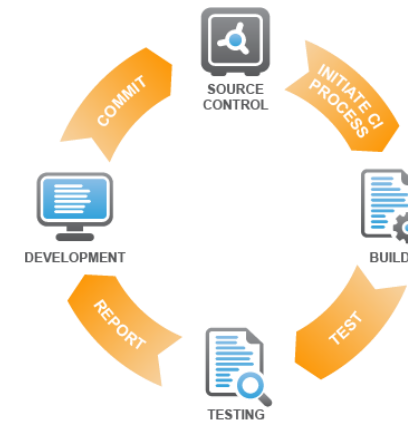 SOURCE
CONTROL
INITIATE CI
PROCESS
BUILD
TEST
TESTING
REPORT
DEVELOPMENT
COMMIT